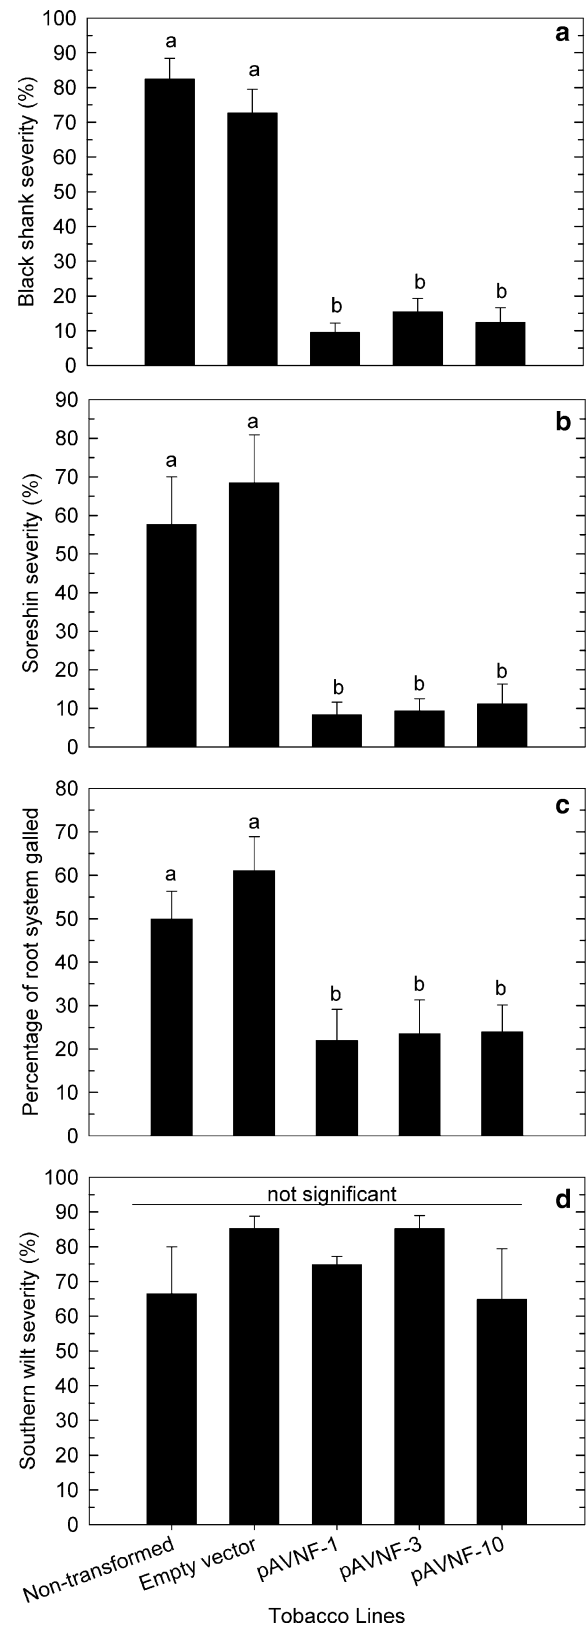 a
Black shank severity (%)
100
90
80
70
60
50
40
30
20
10
0
a
a
b
b
b
b
Soreshin severity (%)
90
80
70
60
50
40
30
20
10
0
a
a
b
b
b
c
Percentage of root system galled
80
70
60
50
40
30
20
10
0
a
a
b
b
b
d
Southern wilt severity (%)
100
90
80
70
60
50
40
30
20
10
0
not significant
Non-transformed
Empty vector
pAVNF-1
pAVNF-3
pAVNF-10
Tobacco Lines